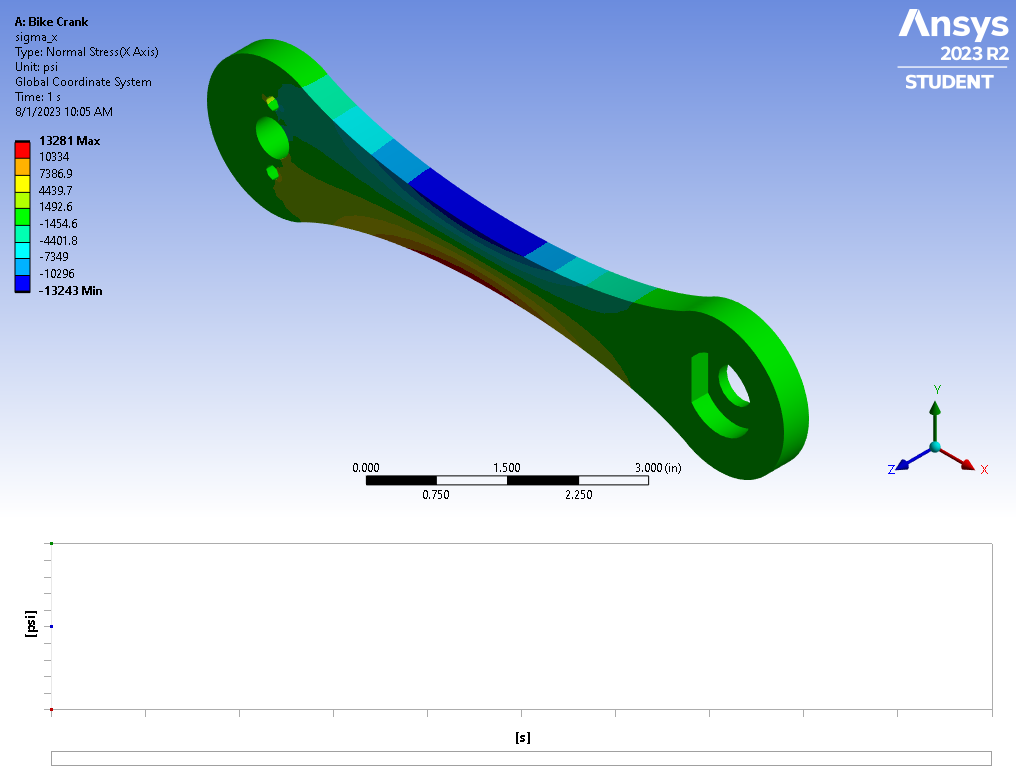 A: Bike Crank
sigma_x
Type: Normal Stress(X Axis)
Unit: psi
Global Coordinate System
Time: 1 s
8/1/2023 10:05 AM
13281 Max
10334
7386.9
4439.7
1492.6
-1454.6
-4401.8
-7349
-10296
-13243 Min
Ansys
2023 R2
STUDENT
Y
Z
X
0.000
1.500
3.000 (in)
0.750
2.250
[psi]
[s]